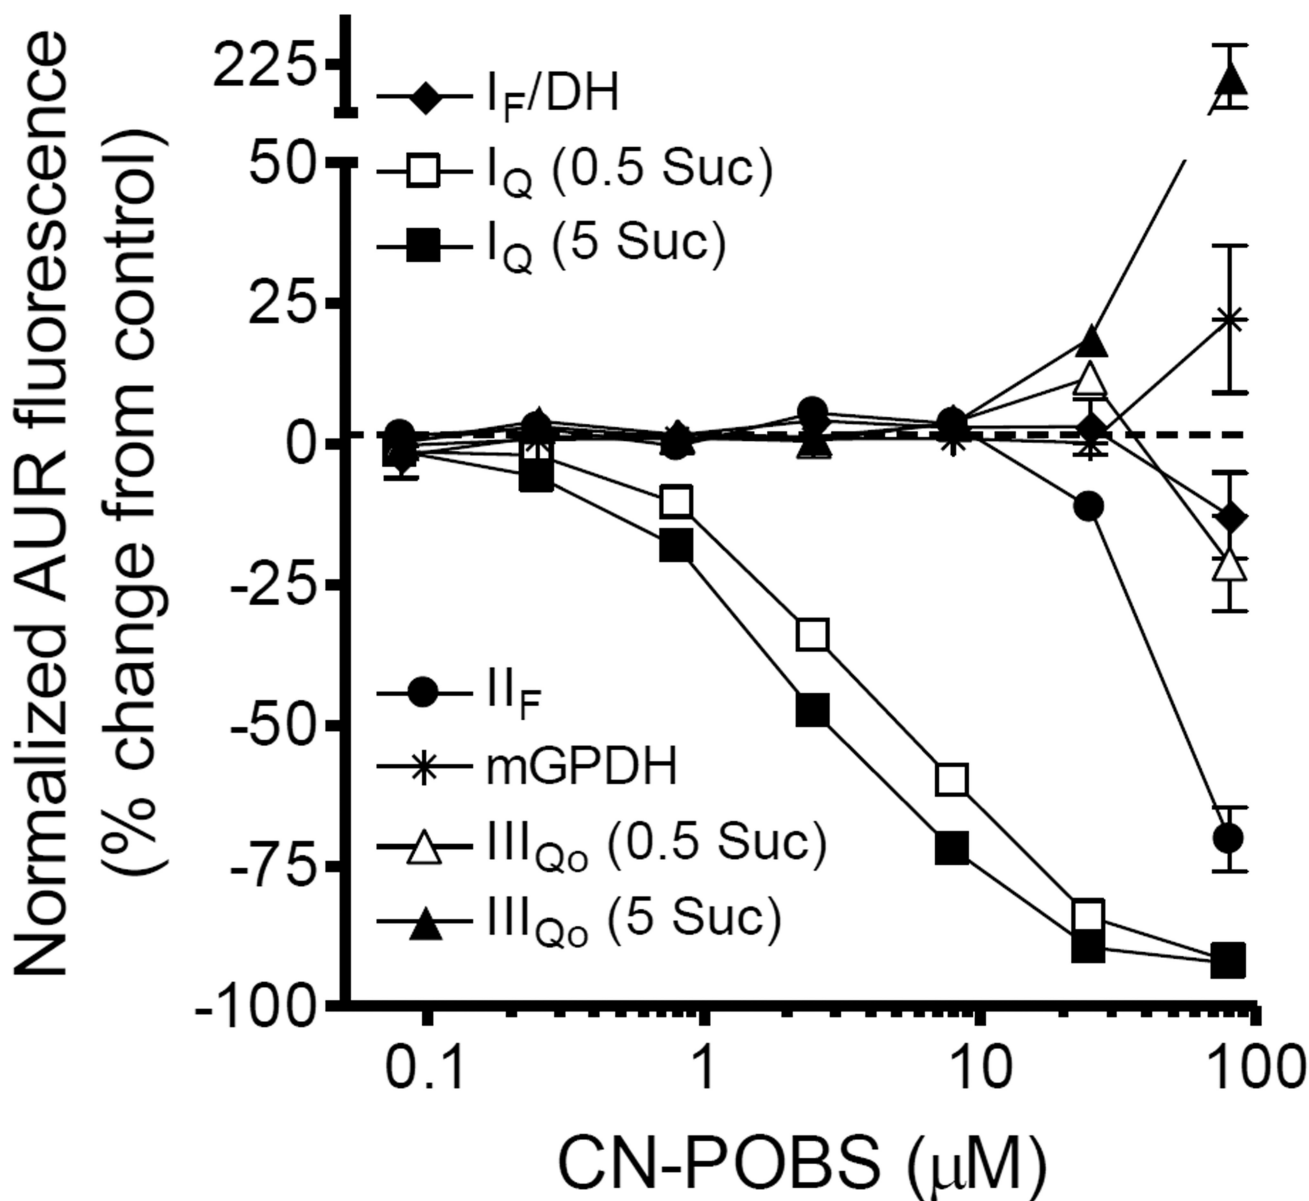 Normalized AUR fluorescence
(% change from control)
225
50
25
0
-25
-50
-75
-100
I_F/DH
I_Q (0.5 Suc)
I_Q (5 Suc)
II_F
mGPDH
III_Qo (0.5 Suc)
III_Qo (5 Suc)
0.1 1 10 100
CN-POBS (μM)